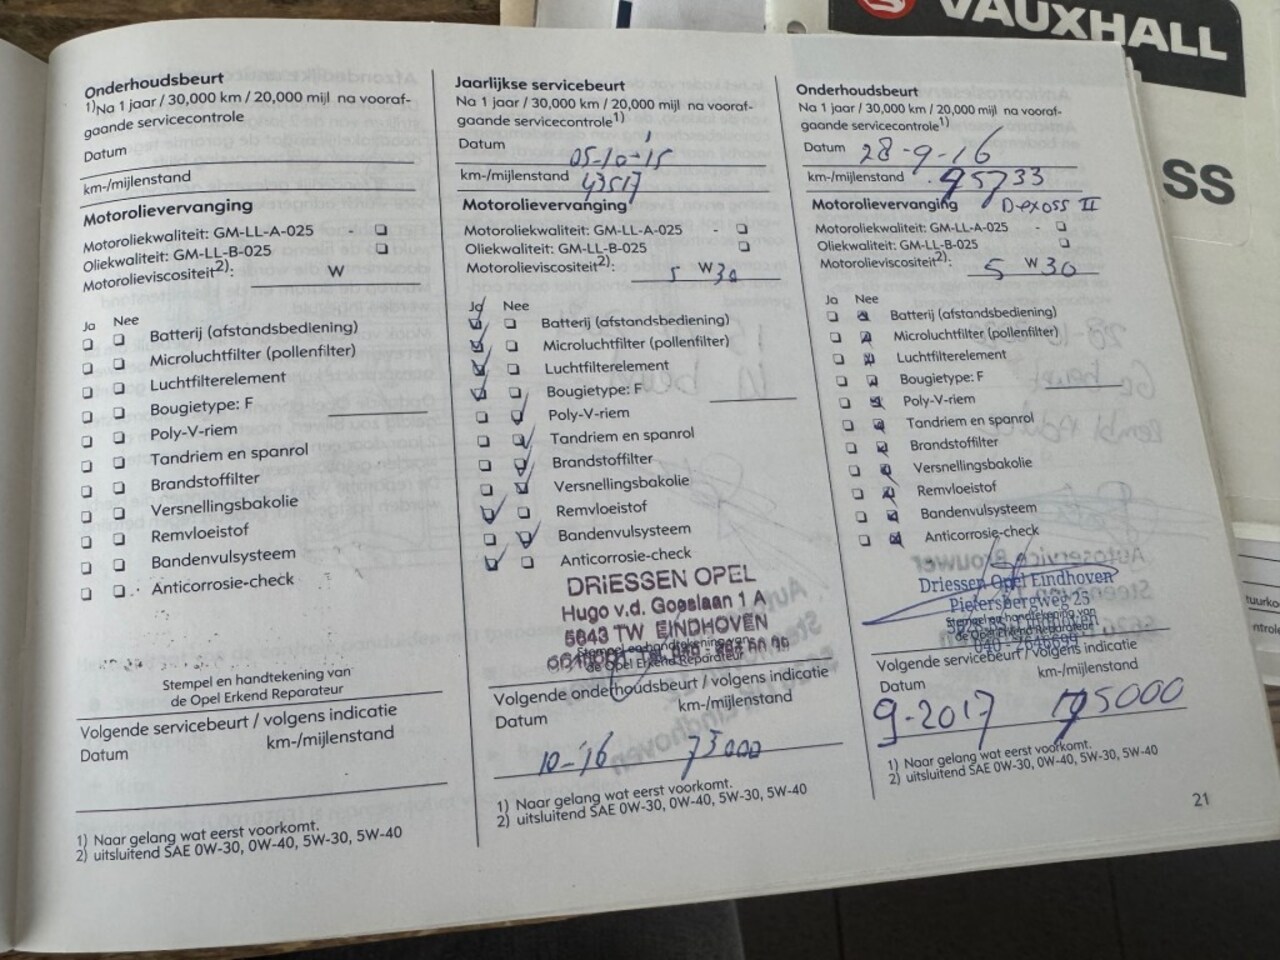 VAUXHALL
SS
Onderhoudsbeurt
1)Na 1 jaar / 30,000 km / 20,000 mijl na vooraf-
gaande servicecontrole
Datum
km-/mijlenstand
Motorolievervanging
Motoroliekwaliteit: GM-LL-A-025 -
Oliekwaliteit: GM-LL-B-025
Motorolieviscositeit2): W
Ja Nee
Batterij (afstandsbediening)
Microluchtfilter (pollenfilter)
Luchtfilterelement
Bougietype: F
Poly-V-riem
Tandriem en spanrol
Brandstoffilter
Versnellingsbakolie
Remvloeistof
Bandenvulsysteem
Anticorrosie-check
Stempel en handtekening van
de Opel Erkend Reparateur
Volgende servicebeurt / volgens indicatie
Datum km-/mijlenstand
1) Naar gelang wat eerst voorkomt.
2) uitsluitend SAE 0W-30, 0W-40, 5W-30, 5W-40
Jaarlijkse servicebeurt
Na 1 jaar / 30,000 km / 20,000 mijl na vooraf-
gaande servicecontrole1)
Datum 05-10-15
km-/mijlenstand 43517
Motorolievervanging
Motoroliekwaliteit: GM-LL-A-025 -
Oliekwaliteit: GM-LL-B-025
Motorolieviscositeit2): 5 W 30
Ja Nee
Batterij (afstandsbediening)
Microluchtfilter (pollenfilter)
Luchtfilterelement
Bougietype: F
Poly-V-riem
Tandriem en spanrol
Brandstoffilter
Versnellingsbakolie
Remvloeistof
Bandenvulsysteem
Anticorrosie-check
DRIESSEN OPEL
Hugo v.d. Goeslaan 1 A
5643 TW EINDHOVEN
Stempel en handtekening van
de Opel Erkend Reparateur
Volgende onderhoudsbeurt / volgens indicatie
Datum km-/mijlenstand
10-'16 75000
1) Naar gelang wat eerst voorkomt.
2) uitsluitend SAE 0W-30, 0W-40, 5W-30, 5W-40
Onderhoudsbeurt
Na 1 jaar / 30,000 km / 20,000 mijl na vooraf-
gaande servicecontrole1)
Datum 28-9-16
km-/mijlenstand 95733
Motorolievervanging Dexoss II
Motoroliekwaliteit: GM-LL-A-025 -
Oliekwaliteit: GM-LL-B-025
Motorolieviscositeit2): 5 W 30
Ja Nee
Batterij (afstandsbediening)
Microluchtfilter (pollenfilter)
Luchtfilterelement
Bougietype: F
Poly-V-riem
Tandriem en spanrol
Brandstoffilter
Versnellingsbakolie
Remvloeistof
Bandenvulsysteem
Anticorrosie-check
Driessen Opel Eindhoven
Pietersbergweg 25
Stempel en handtekening van
de Opel Erkend Reparateur
Volgende servicebeurt / volgens indicatie
Datum km-/mijlenstand
9-2017 5000
1) Naar gelang wat eerst voorkomt.
2) uitsluitend SAE 0W-30, 0W-40, 5W-30, 5W-40
21